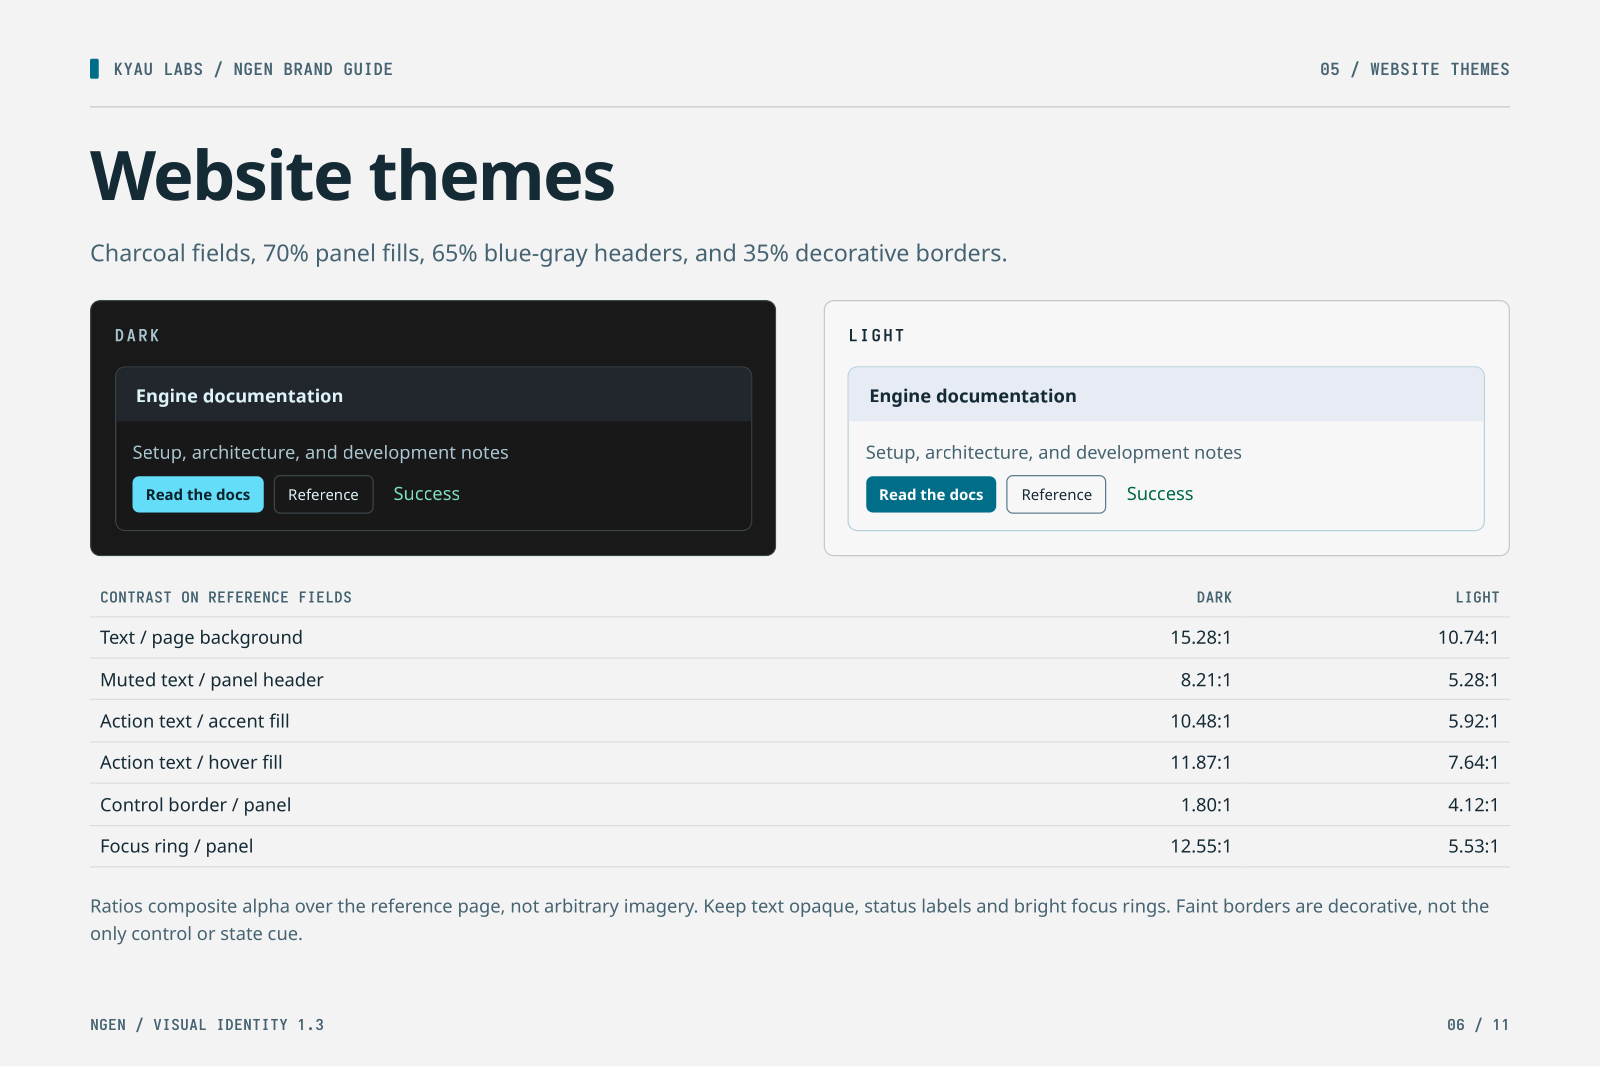 KYAU LABS / NGEN BRAND GUIDE
05 / WEBSITE THEMES
Website themes
Charcoal fields, 70% panel fills, 65% blue-gray headers, and 35% decorative borders.
DARK
Engine documentation
Setup, architecture, and development notes
Read the docs Reference Success
LIGHT
Engine documentation
Setup, architecture, and development notes
Read the docs Reference Success
CONTRAST ON REFERENCE FIELDS DARK LIGHT
Text / page background 15.28:1 10.74:1
Muted text / panel header 8.21:1 5.28:1
Action text / accent fill 10.48:1 5.92:1
Action text / hover fill 11.87:1 7.64:1
Control border / panel 1.80:1 4.12:1
Focus ring / panel 12.55:1 5.53:1
Ratios composite alpha over the reference page, not arbitrary imagery. Keep text opaque, status labels and bright focus rings. Faint borders are decorative, not the
only control or state cue.
NGEN / VISUAL IDENTITY 1.3
06 / 11